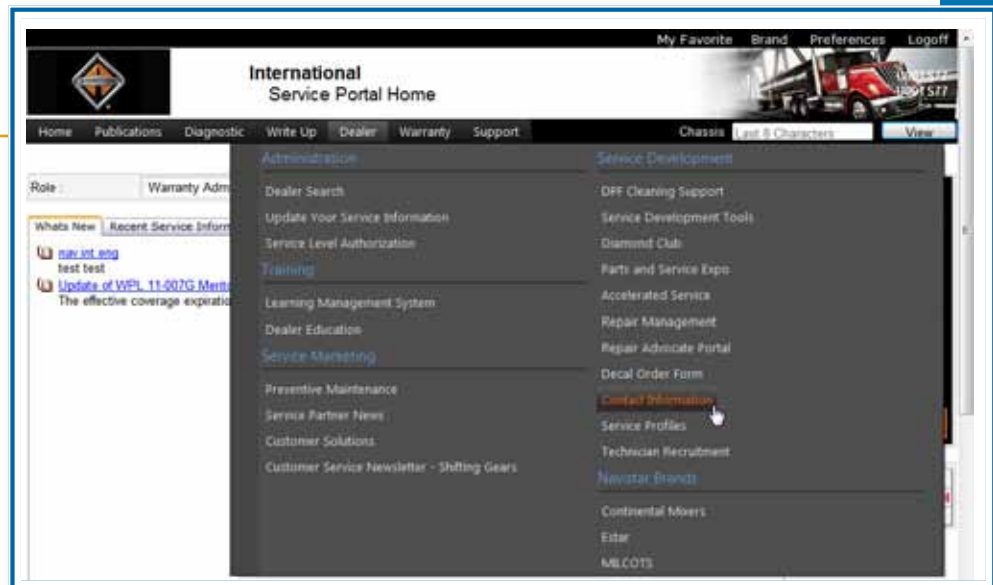 My Favorite Brand Preferences Logoff
International
Service Portal Home
Home Publications Diagnostic Write Up Dealer Warranty Support Chassis Last 8 Characters View
Administration
Dealer Search
Update Your Service Information
Service Level Authorization
Training
Learning Management System
Dealer Education
Service Marketing
Preventive Maintenance
Service Partner News
Customer Solutions
Customer Service Newsletter - Shifting Gears
Service Development
DPF Cleaning Support
Service Development Tools
Diamond Club
Parts and Service Expo
Accelerated Service
Repair Management
Repair Advocate Portal
Decal Order Form
Contact Information
Service Profiles
Technician Recruitment
Navistar Brands
Continental Mixers
Estar
MILCOTS
Role : Warranty Adm
Whats New Recent Service Inform
nav int eng
test test
Update of WPL 11-007G Merito
The effective coverage expiratio